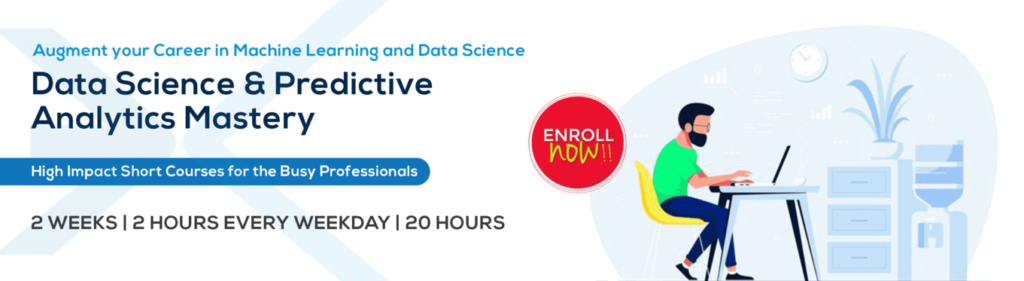 Augment your Career in Machine Learning and Data Science
Data Science & Predictive
Analytics Mastery
High Impact Short Courses for the Busy Professionals
2 WEEKS | 2 HOURS EVERY WEEKDAY | 20 HOURS
ENROLL
now!!